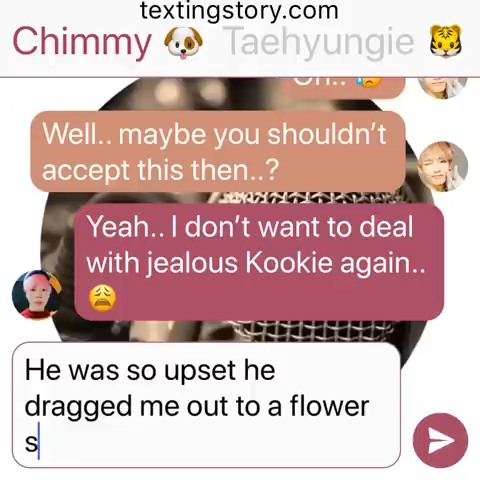 textingstory.com
Chimmy 🐶 Taehyungie 🐯
Well.. maybe you shouldn't
accept this then..?
Yeah.. I don't want to deal
with jealous Kookie again..
😩
He was so upset he
dragged me out to a flower
s